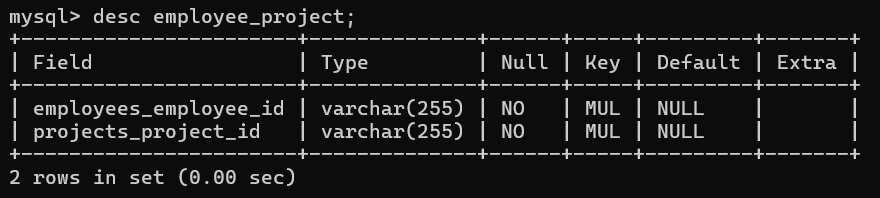 mysql> desc employee_project;
+-----------------------+--------------+------+-----+---------+-------+
| Field                 | Type         | Null | Key | Default | Extra |
+-----------------------+--------------+------+-----+---------+-------+
| employees_employee_id | varchar(255) | NO   | MUL | NULL    |       |
| projects_project_id   | varchar(255) | NO   | MUL | NULL    |       |
+-----------------------+--------------+------+-----+---------+-------+
2 rows in set (0.00 sec)